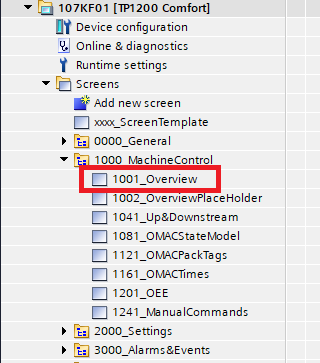 107KF01 [TP1200 Comfort]
Device configuration
Online & diagnostics
Runtime settings
Screens
Add new screen
xxxx_ScreenTemplate
0000_General
1000_MachineControl
1001_Overview
1002_OverviewPlaceHolder
1041_Up&Downstream
1081_OMACStateModel
1121_OMACPackTags
1161_OMACTimes
1201_OEE
1241_ManualCommands
2000_Settings
3000_Alarms&Events